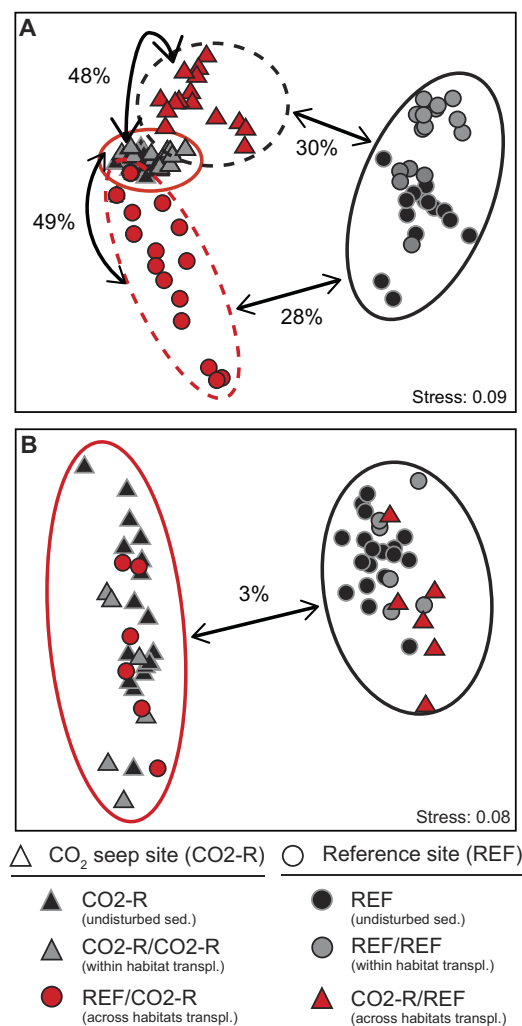 A
48%
30%
49%
28%
Stress: 0.09
B
3%
Stress: 0.08
CO2 seep site (CO2-R)
Reference site (REF)
CO2-R
(undisturbed sed.)
REF
(undisturbed sed.)
CO2-R/CO2-R
(within habitat transpl.)
REF/REF
(within habitat transpl.)
REF/CO2-R
(across habitats transpl.)
CO2-R/REF
(across habitats transpl.)